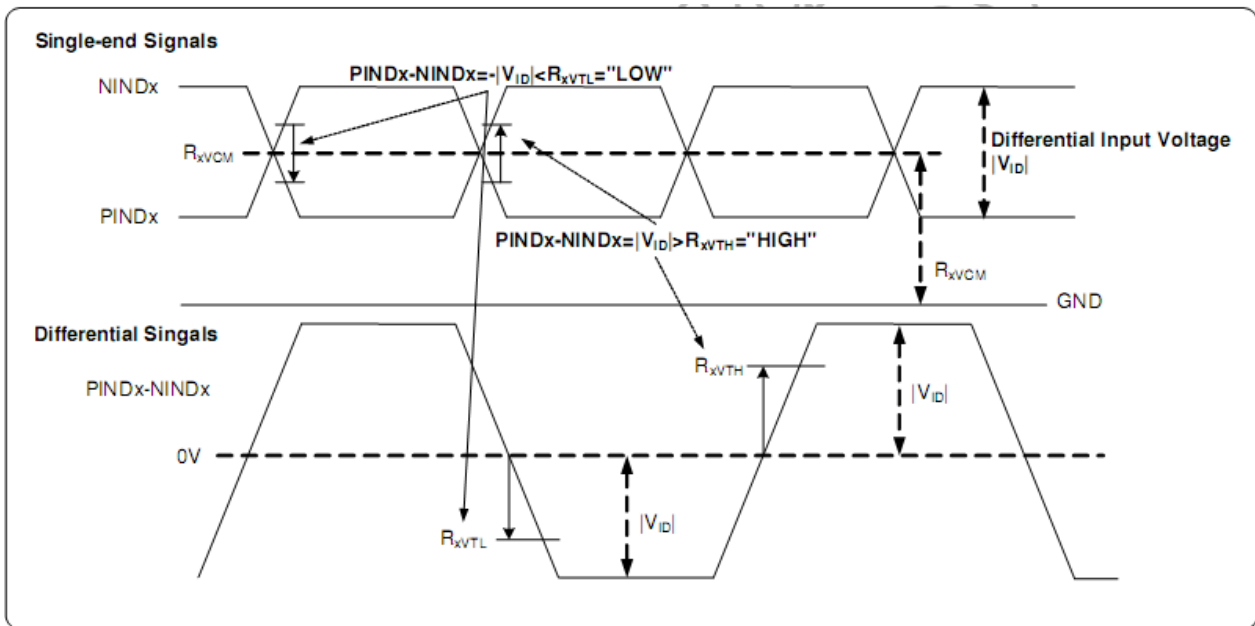 Single-end Signals
PINDx-NINDx=-|VID|<RxVTL="LOW"
NINDx
RxVCM
Differential Input Voltage
|VID|
PINDx
PINDx-NINDx=|VID|>RxVTH="HIGH"
RxVCM
GND
Differential Singals
RxVTH
PINDx-NINDx
|VID|
0V
|VID|
RxVTL